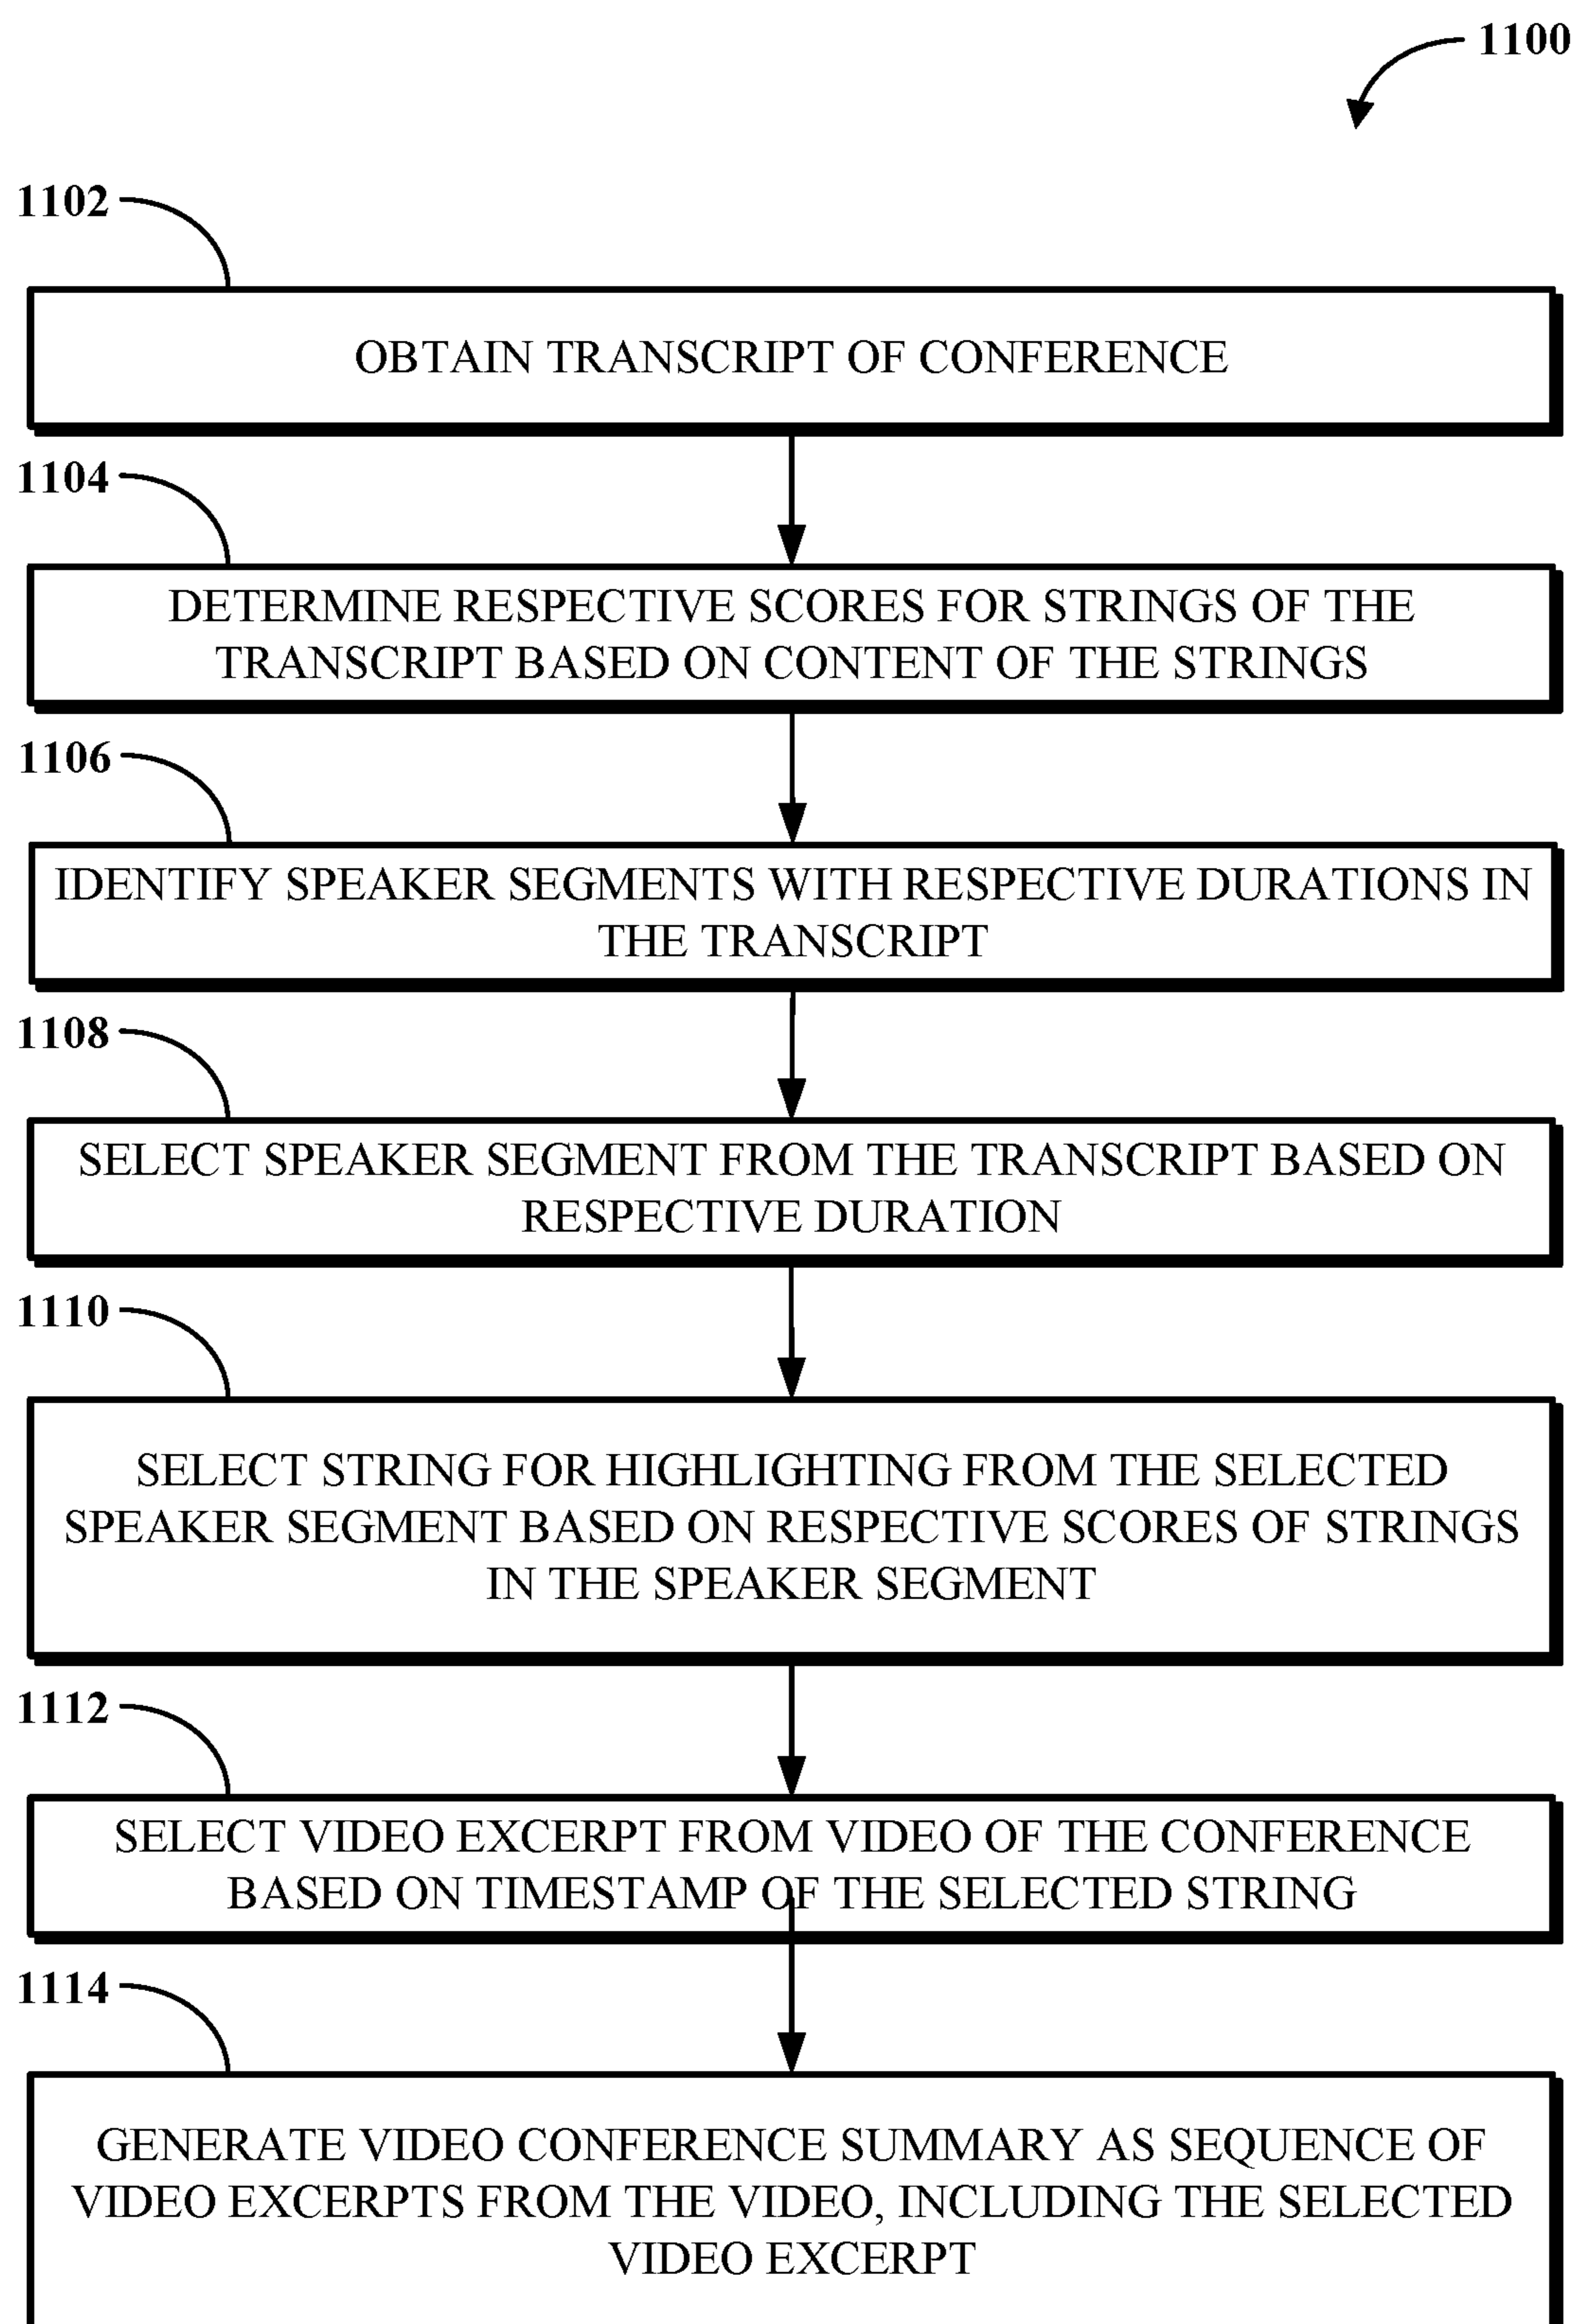 1100
1102
OBTAIN TRANSCRIPT OF CONFERENCE
1104
DETERMINE RESPECTIVE SCORES FOR STRINGS OF THE
TRANSCRIPT BASED ON CONTENT OF THE STRINGS
1106
IDENTIFY SPEAKER SEGMENTS WITH RESPECTIVE DURATIONS IN
THE TRANSCRIPT
1108
SELECT SPEAKER SEGMENT FROM THE TRANSCRIPT BASED ON
RESPECTIVE DURATION
1110
SELECT STRING FOR HIGHLIGHTING FROM THE SELECTED
SPEAKER SEGMENT BASED ON RESPECTIVE SCORES OF STRINGS
IN THE SPEAKER SEGMENT
1112
SELECT VIDEO EXCERPT FROM VIDEO OF THE CONFERENCE
BASED ON TIMESTAMP OF THE SELECTED STRING
1114
GENERATE VIDEO CONFERENCE SUMMARY AS SEQUENCE OF
VIDEO EXCERPTS FROM THE VIDEO, INCLUDING THE SELECTED
VIDEO EXCERPT